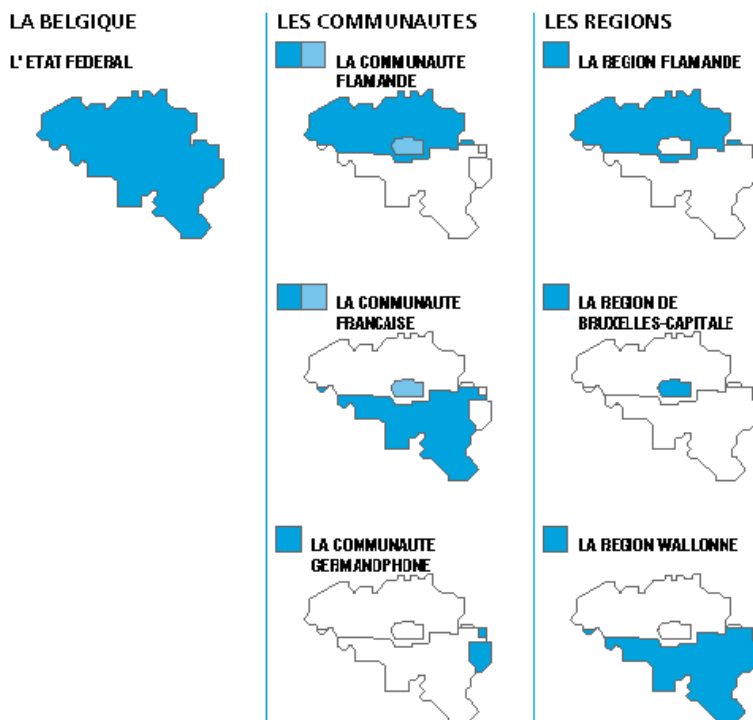 LA BELGIQUE
L'ETAT FEDERAL
LES COMMUNAUTES
LA COMMUNAUTE
FLAMANDE
LA COMMUNAUTE
FRANCAISE
LA COMMUNAUTE
GERMANOPHONE
LES REGIONS
LA REGION FLAMANDE
LA REGION DE
BRUXELLES-CAPITALE
LA REGION WALLONNE